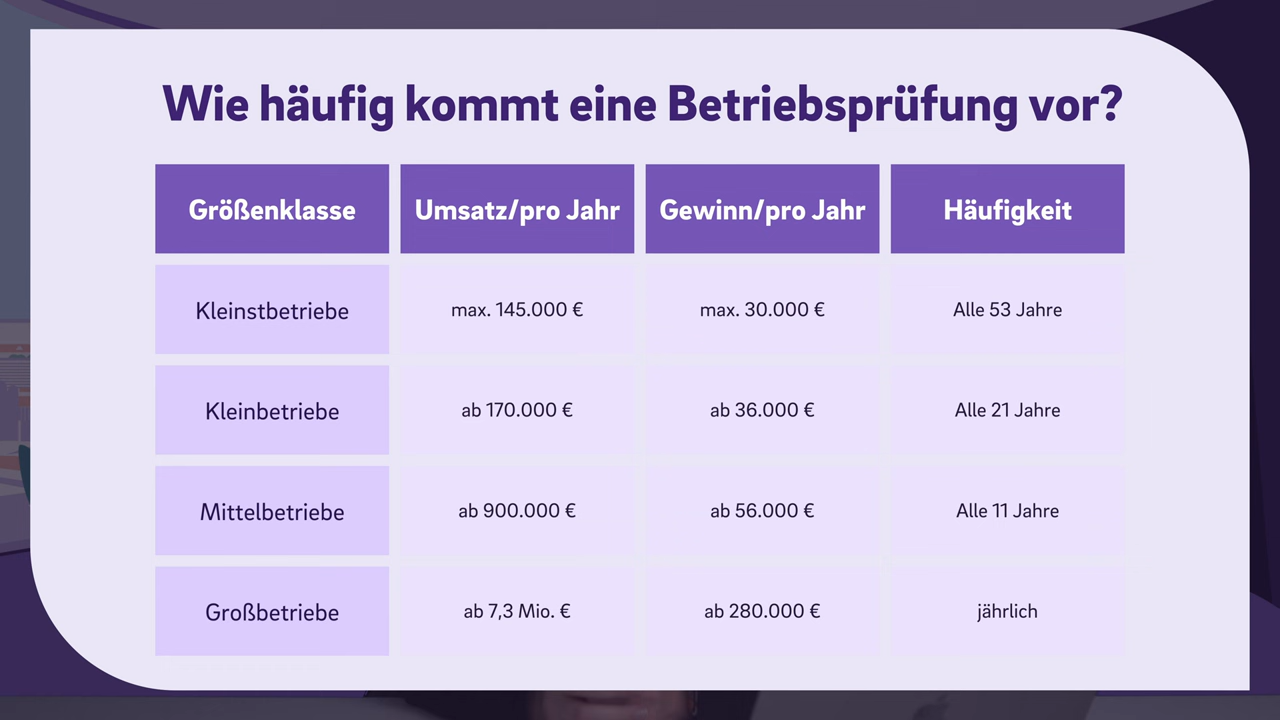 Wie häufig kommt eine Betriebsprüfung vor?
Größenklasse Umsatz/pro Jahr Gewinn/pro Jahr Häufigkeit
Kleinstbetriebe max. 145.000 € max. 30.000 € Alle 53 Jahre
Kleinbetriebe ab 170.000 € ab 36.000 € Alle 21 Jahre
Mittelbetriebe ab 900.000 € ab 56.000 € Alle 11 Jahre
Großbetriebe ab 7,3 Mio. € ab 280.000 € jährlich